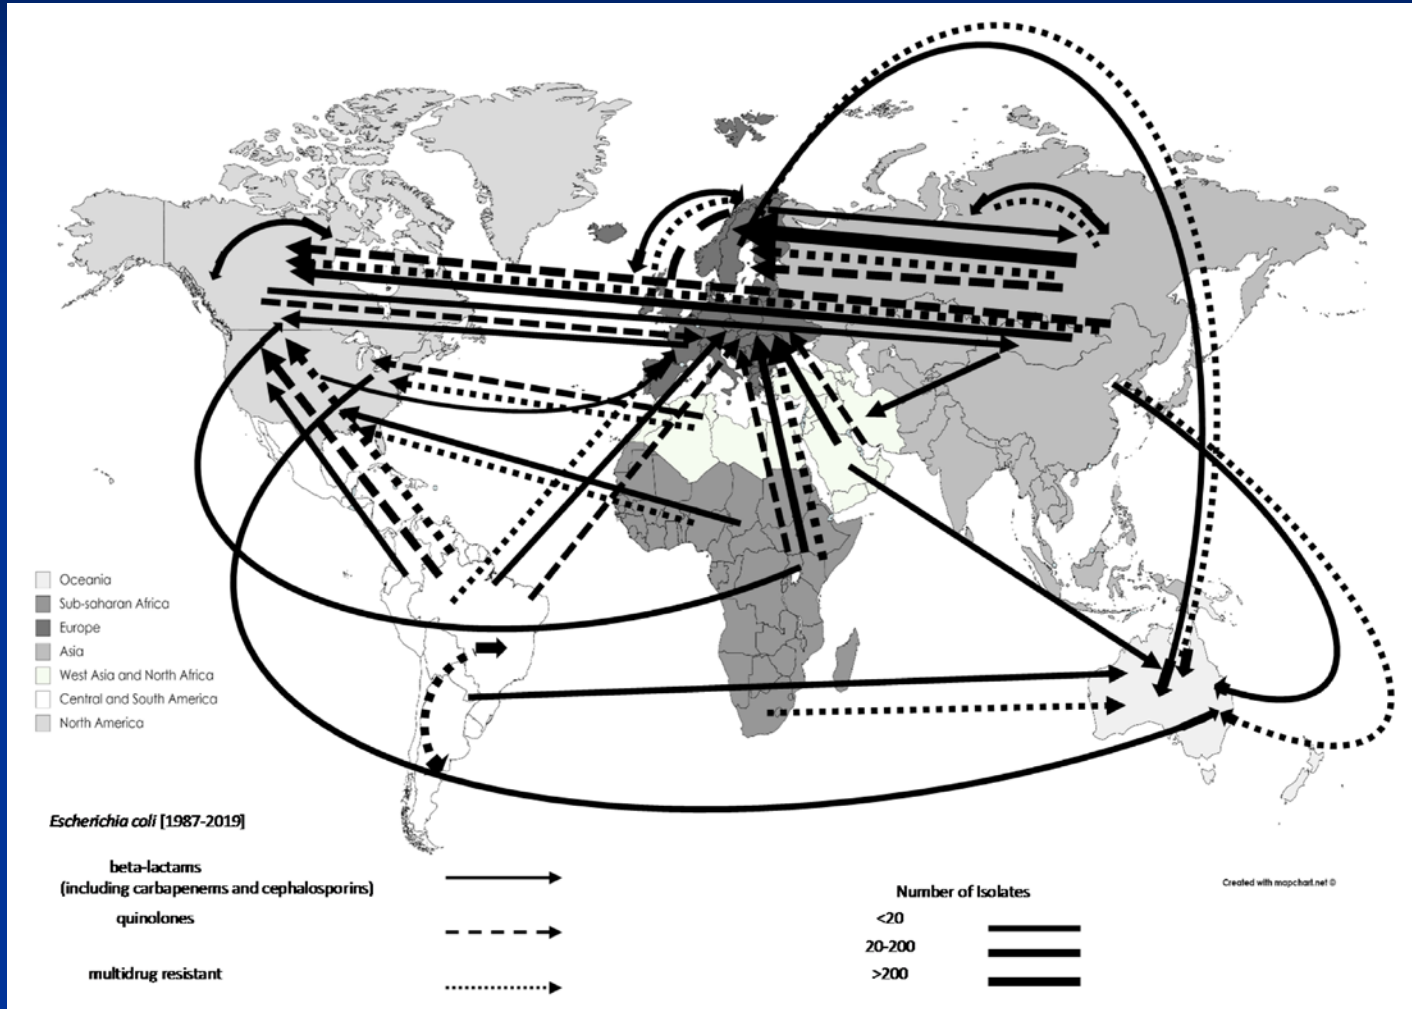 Oceania
Sub-saharan Africa
Europe
Asia
West Asia and North Africa
Central and South America
North America
Escherichia coli [1987-2019]
beta-lactams
(including carbapenems and cephalosporins)
quinolones
multidrug resistant
Created with mapchart.net ©
Number of Isolates
<20
20-200
>200